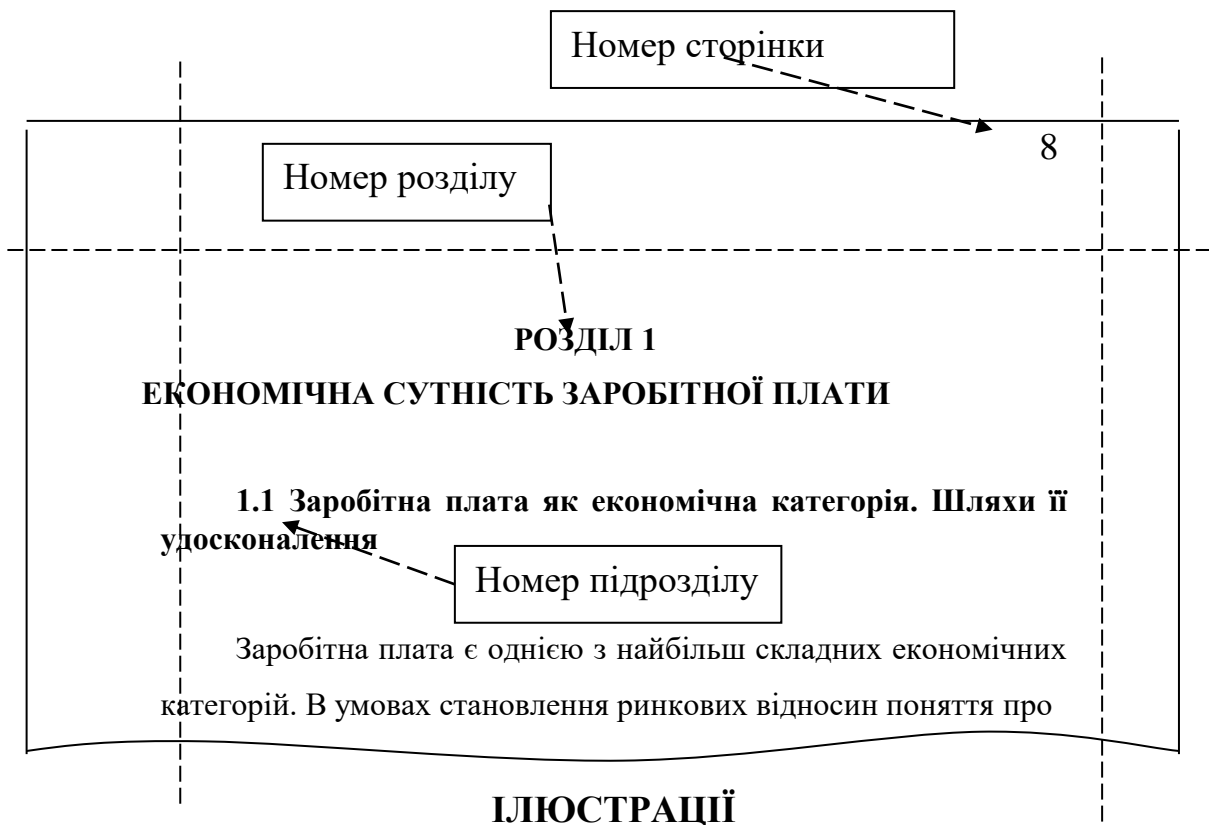 Номер сторінки
8
Номер розділу
РОЗДІЛ 1
ЕКОНОМІЧНА СУТНІСТЬ ЗАРОБІТНОЇ ПЛАТИ
1.1 Заробітна плата як економічна категорія. Шляхи її
удосконалення
Номер підрозділу
Заробітна плата є однією з найбільш складних економічних
категорій. В умовах становлення ринкових відносин поняття про
ІЛЮСТРАЦІЇ